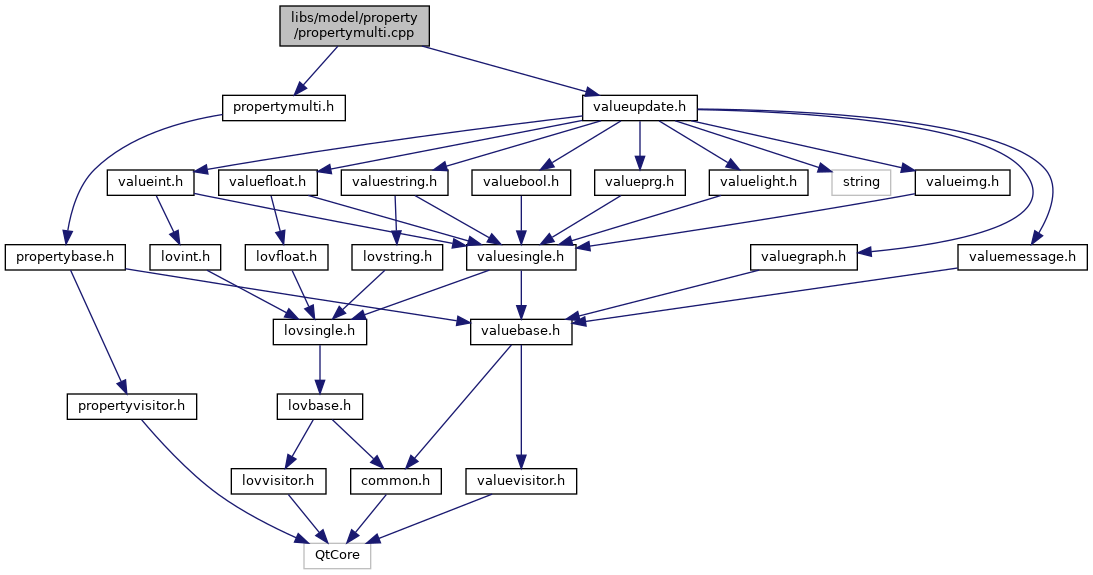 libs/model/property
/propertymulti.cpp
propertymulti.h
valueupdate.h
valueint.h
valuefloat.h
valuestring.h
valuebool.h
valueprg.h
valuelight.h
string
valueimg.h
propertybase.h
lovint.h
lovfloat.h
lovstring.h
valuesingle.h
valuegraph.h
valuemessage.h
lovsingle.h
valuebase.h
propertyvisitor.h
lovbase.h
lovvisitor.h
common.h
valuevisitor.h
QtCore